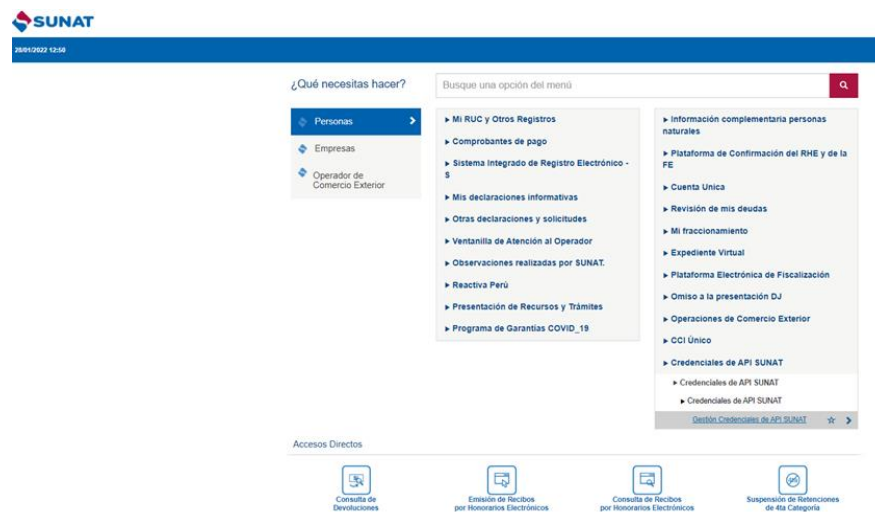 SUNAT
28/01/2022 12:50
¿Qué necesitas hacer?
Busque una opción del menú
Personas
Empresas
Operador de
Comercio Exterior
Mi RUC y Otros Registros
Comprobantes de pago
Sistema Integrado de Registro Electrónico -
S
Mis declaraciones informativas
Otras declaraciones y solicitudes
Ventanilla de Atención al Operador
Observaciones realizadas por SUNAT.
Reactiva Perú
Presentación de Recursos y Trámites
Programa de Garantías COVID_19
Información complementaria personas
naturales
Plataforma de Confirmación del RHE y de la
FE
Cuenta Unica
Revisión de mis deudas
Mi fraccionamiento
Expediente Virtual
Plataforma Electrónica de Fiscalización
Omiso a la presentación DJ
Operaciones de Comercio Exterior
CCI Único
Credenciales de API SUNAT
Credenciales de API SUNAT
Credenciales de API SUNAT
Gestión Credenciales de API SUNAT
Accesos Directos
Consulta de
Devoluciones
Emisión de Recibos
por Honorarios Electrónicos
Consulta de Recibos
por Honorarios Electrónicos
Suspensión de Retenciones
de 4ta Categoría